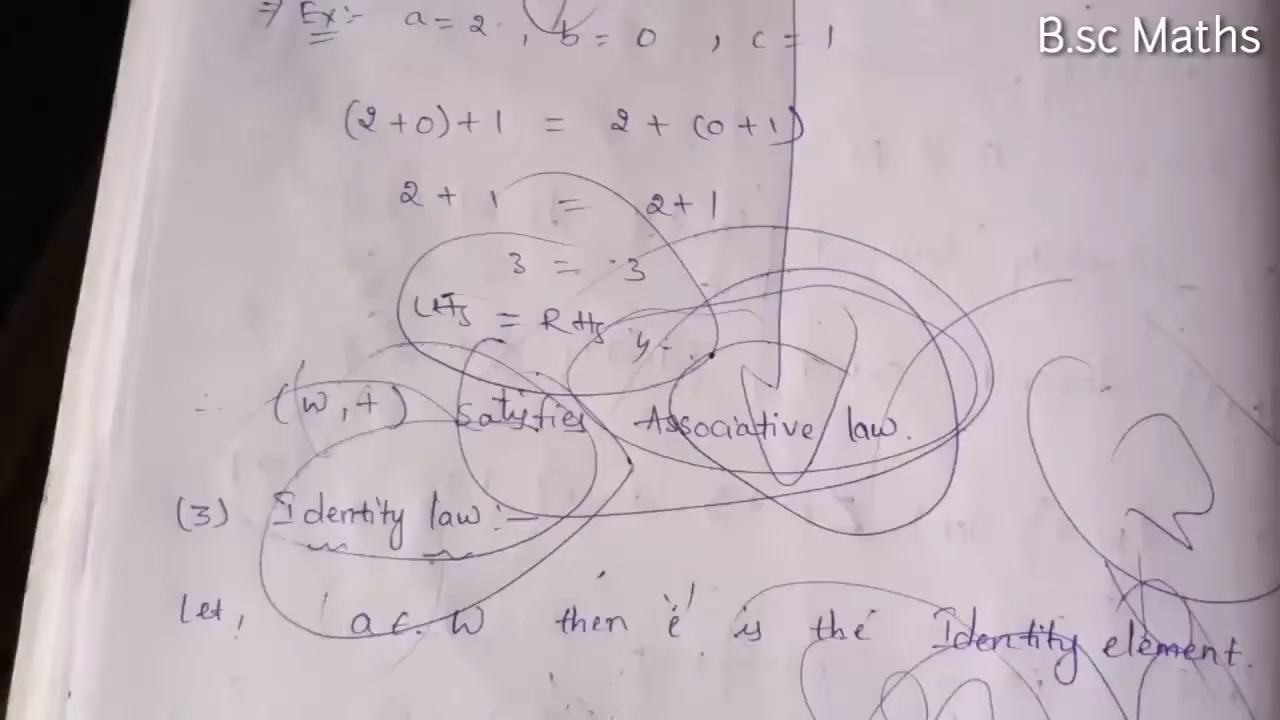 ⇒ Ex:- a = 2 , b = 0 , c = 1
B.sc Maths
(2+0)+1 = 2 + (0+1)
2 + 1 = 2+1
3 = 3
LHS = RHS
∴ (W,+) Satisfies Associative law.
(3) Identity law:-
Let, a ∈ W then 'e' is the Identity element.